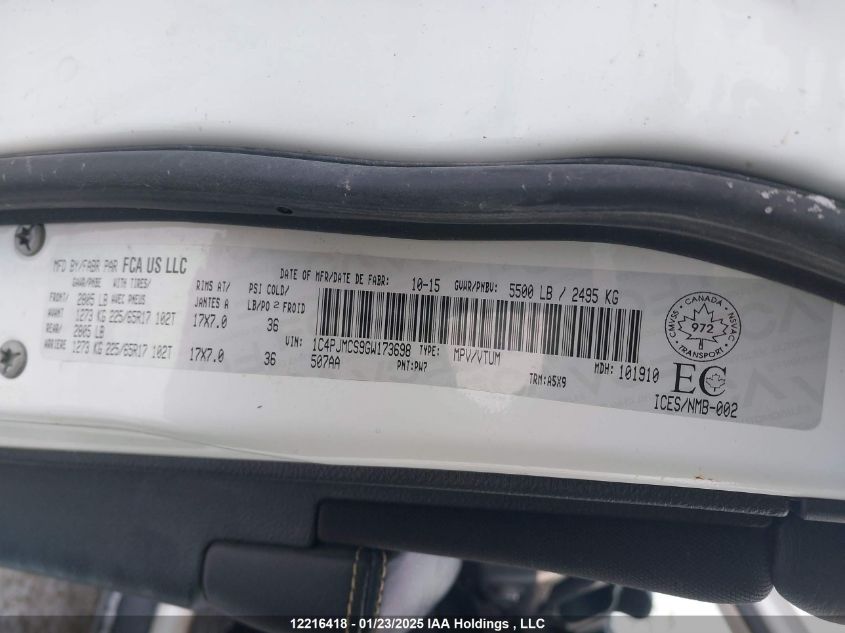 MFD BY/FABR PAR FCA US LLC
DATE OF MFR/DATE DE FABR: 10-15 GVWR/PNBV: 5500 LB / 2495 KG
GAWR/PNBE WITH TIRES/ RIMS AT/ PSI COLD/
AVEC PNEUS JANTES A LB/PO 2 FROID
FRONT/ 2805 LB
AVANT 1273 KG 225/65R17 102T 17X7.0 36
REAR/ 2805 LB
ARRIERE 1273 KG 225/65R17 102T 17X7.0 36
VIN: 1C4PJMCS9GW173698 TYPE: MPV/VTUM MDH: 101910
507AA PNT:PW7 TRM:A5X9
CMVSS CANADA NSVAC
972
TRANSPORT
EC
ICES/NMB-002
12216418 - 01/23/2025 IAA Holdings , LLC